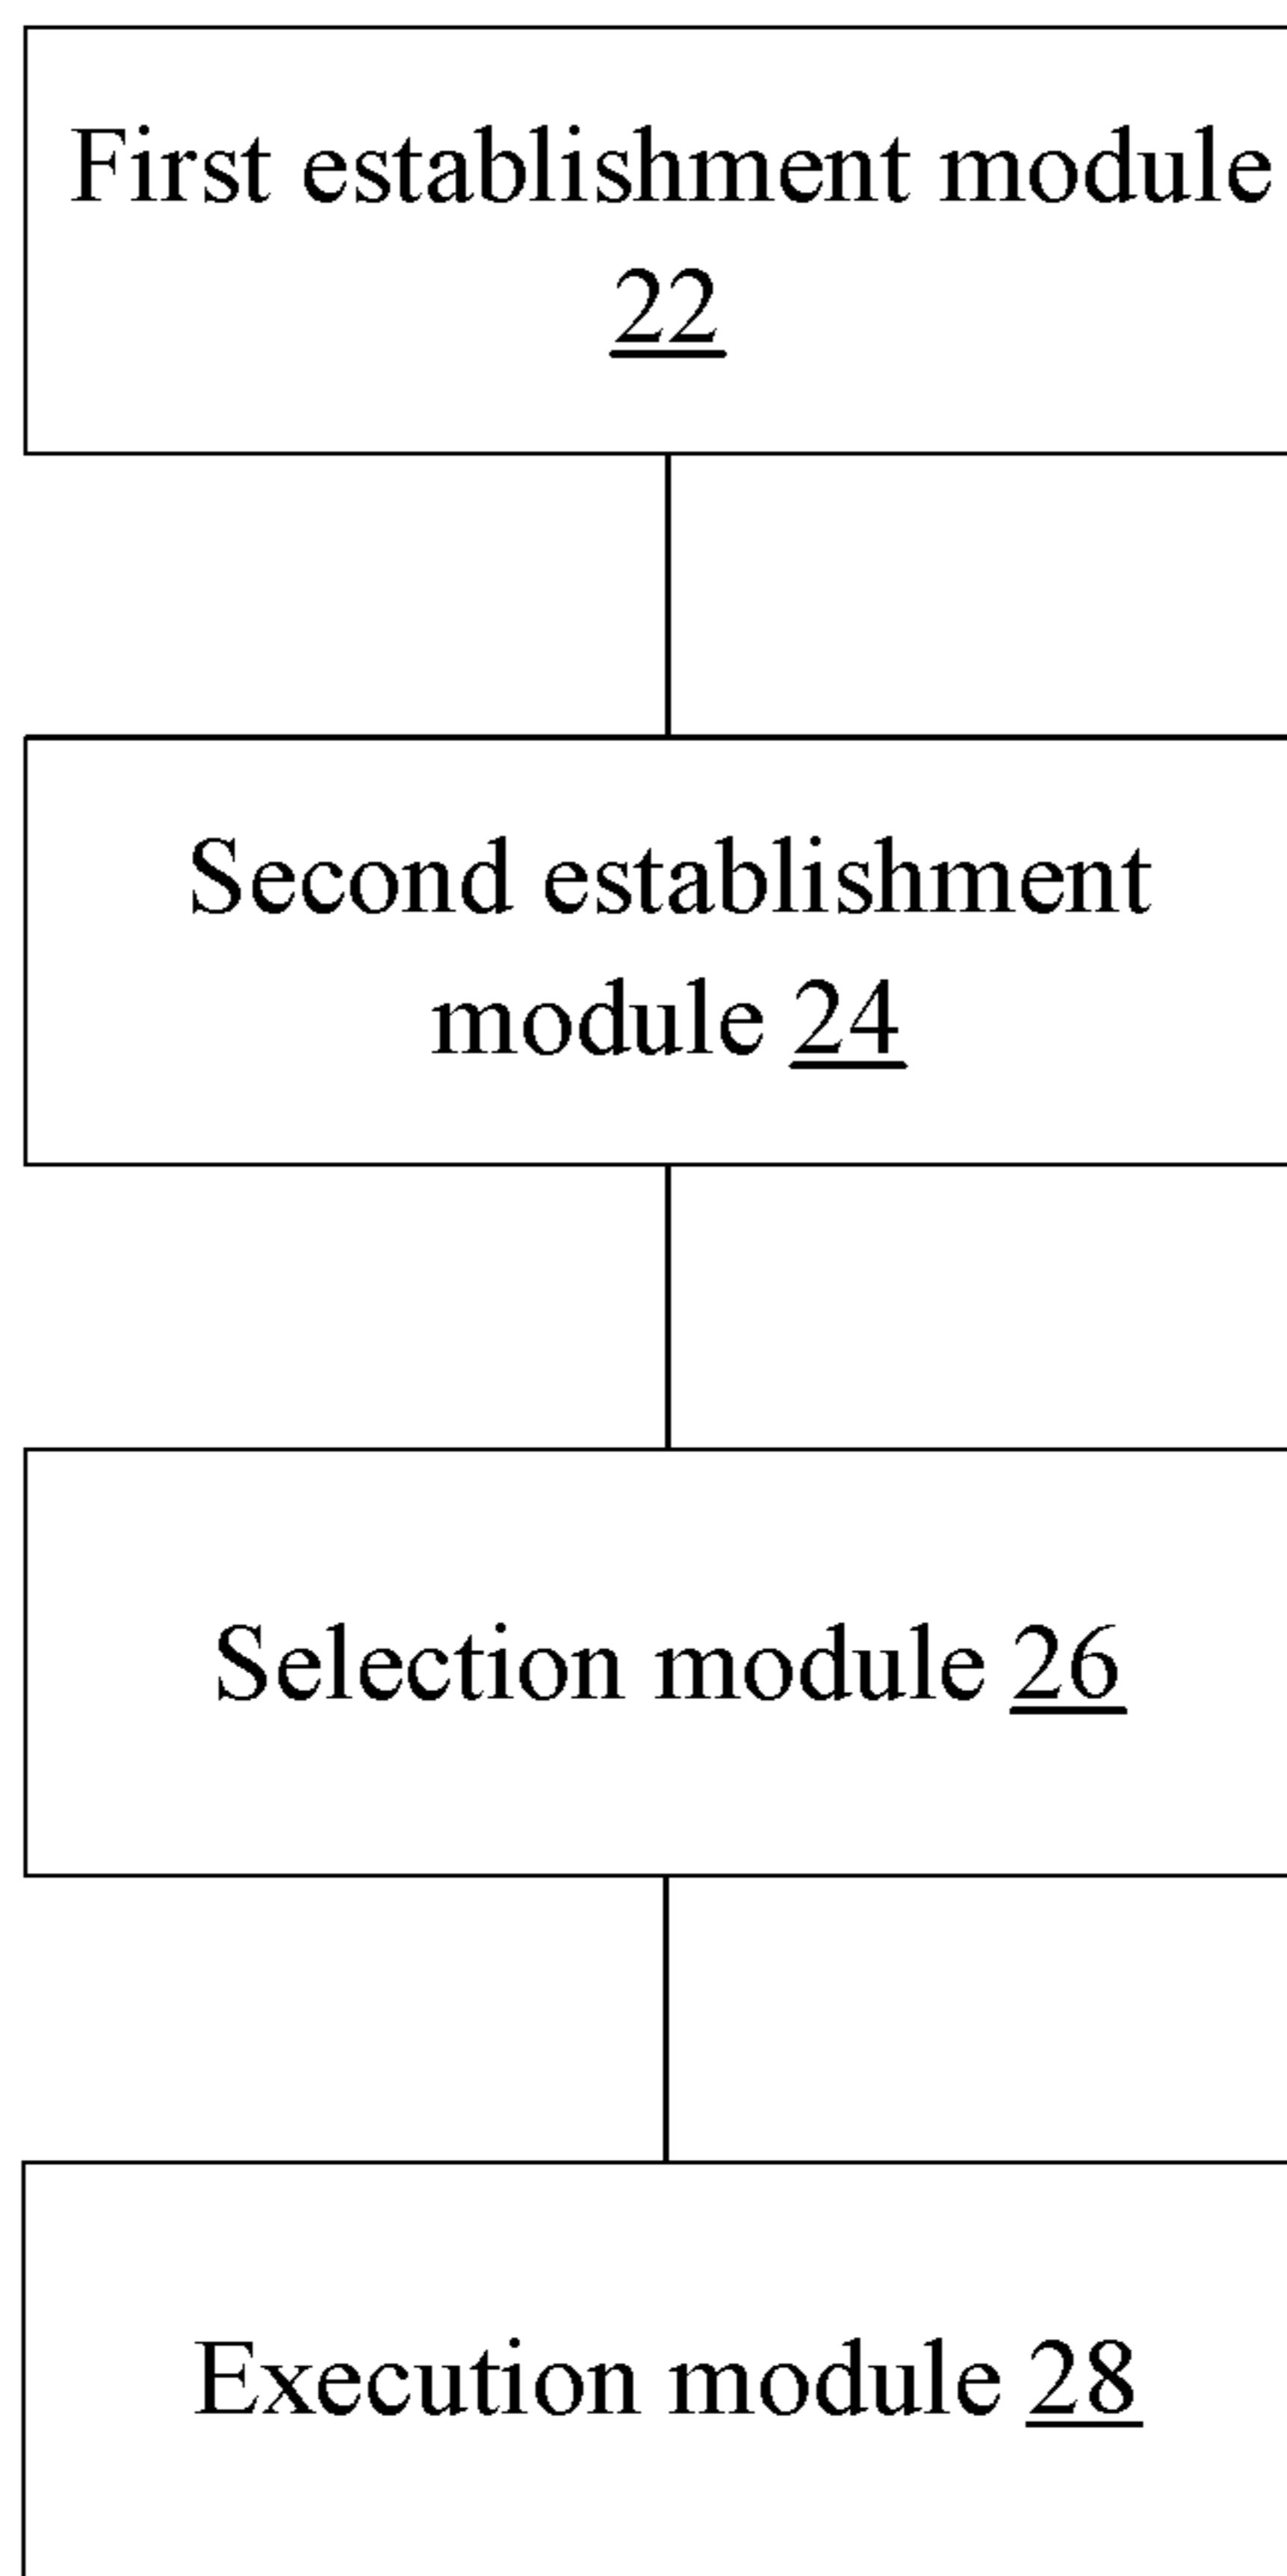 First establishment module
22
Second establishment
module 24
Selection module 26
Execution module 28